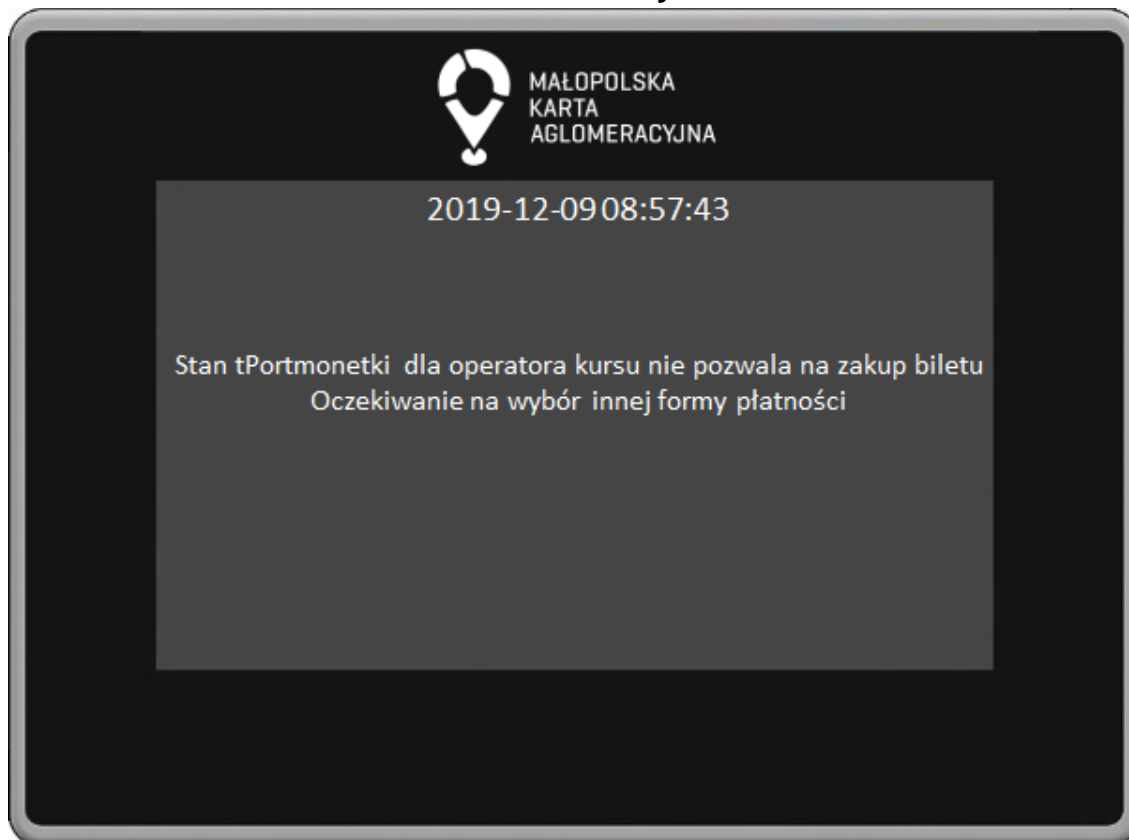 MAŁOPOLSKA
KARTA
AGLOMERACYJNA
2019-12-09 08:57:43
Stan tPortmonetki dla operatora kursu nie pozwala na zakup biletu
Oczekiwanie na wybór innej formy płatności